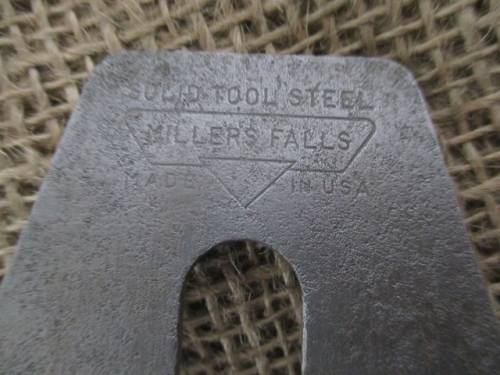 SOLID TOOL STEEL
MILLERS FALLS
MADE IN USA